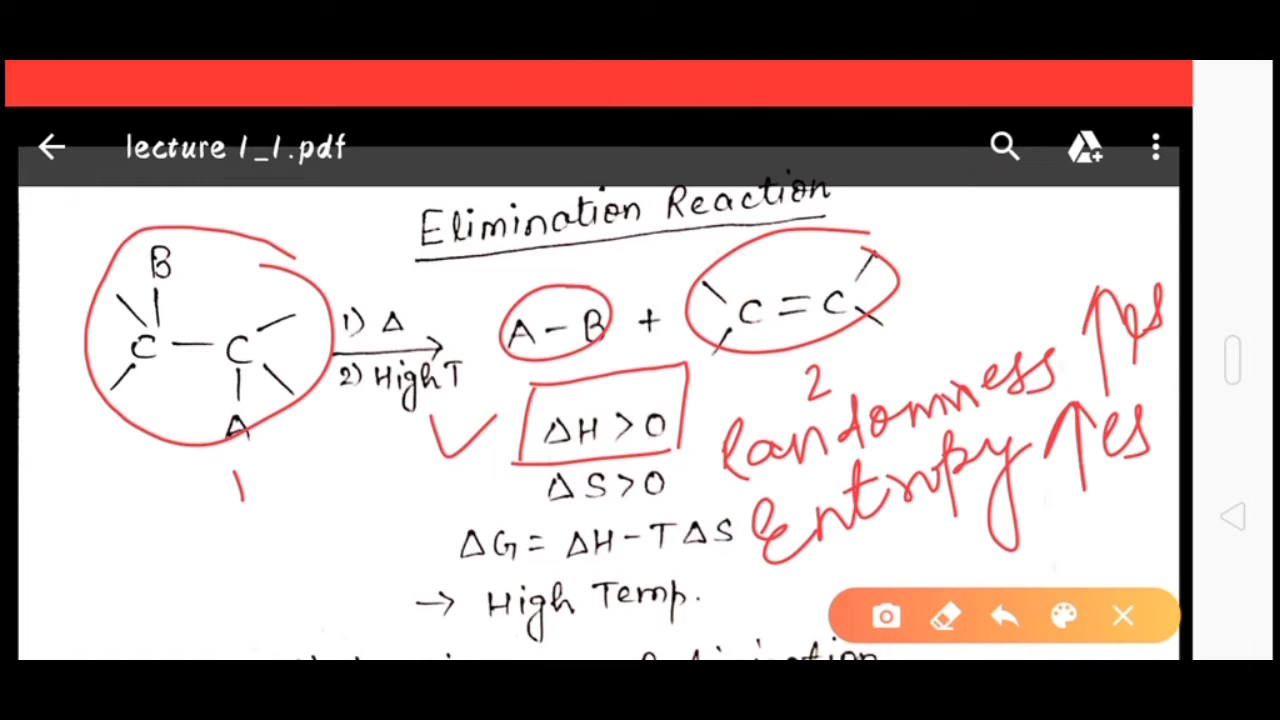 lecture 1_1.pdf
Elimination Reaction
B
C — C
A
1
1) Δ
2) High T
A – B + C = C
2
ΔH > 0
ΔS > 0
Randomness ↑es
Entropy ↑es
ΔG = ΔH – TΔS
→ High Temp.